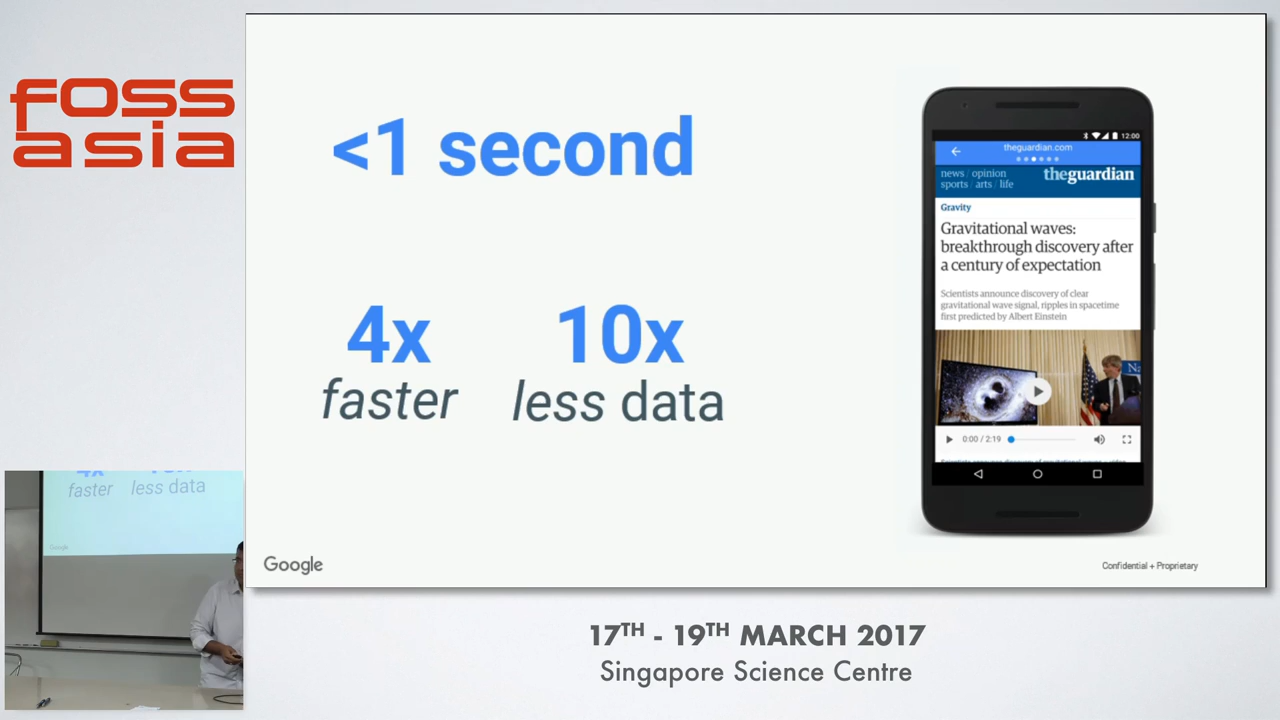 foss
asia
<1 second
4x
faster
10x
less data
Google
Confidential + Proprietary
12:00
theguardian.com
news / opinion
sports / arts / life
theguardian
Gravity
Gravitational waves:
breakthrough discovery after
a century of expectation
Scientists announce discovery of clear
gravitational wave signal, ripples in spacetime
first predicted by Albert Einstein
0:00 / 2:19
4x
faster
less data
Google
17TH - 19TH MARCH 2017
Singapore Science Centre